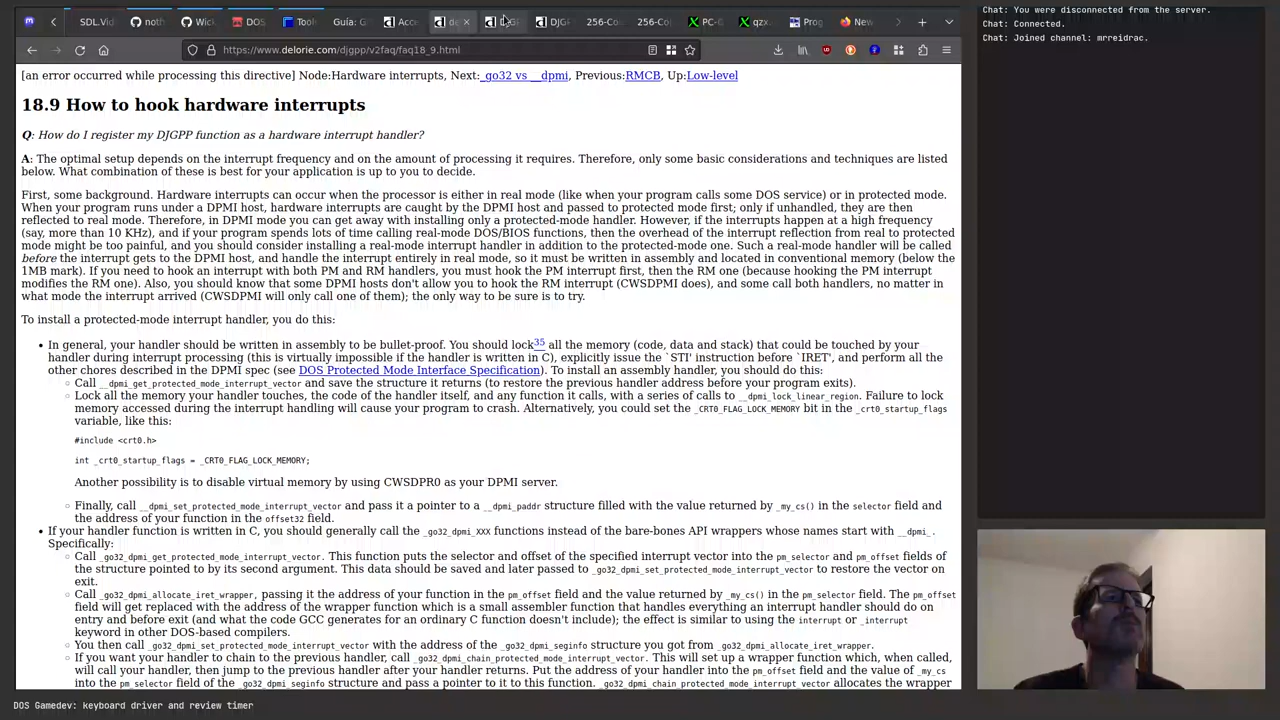 SDL.Vid noth Wick DOS Tools Guía: G Acce de DJGP DJG 256-Co 256-Col PC-G qzx. Prog New
https://www.delorie.com/djgpp/v2faq/faq18_9.html
[an error occurred while processing this directive] Node:Hardware interrupts, Next:_go32 vs __dpmi, Previous:RMCB, Up:Low-level
18.9 How to hook hardware interrupts
Q: How do I register my DJGPP function as a hardware interrupt handler?
A: The optimal setup depends on the interrupt frequency and on the amount of processing it requires. Therefore, only some basic considerations and techniques are listed
below. What combination of these is best for your application is up to you to decide.
First, some background. Hardware interrupts can occur when the processor is either in real mode (like when your program calls some DOS service) or in protected mode.
When your program runs under a DPMI host, hardware interrupts are caught by the DPMI host and passed to protected mode first; only if unhandled, they are then
reflected to real mode. Therefore, in DPMI mode you can get away with installing only a protected-mode handler. However, if the interrupts happen at a high frequency
(say, more than 10 KHz), and if your program spends lots of time calling real-mode DOS/BIOS functions, then the overhead of the interrupt reflection from real to protected
mode might be too painful, and you should consider installing a real-mode interrupt handler in addition to the protected-mode one. Such a real-mode handler will be called
before the interrupt gets to the DPMI host, and handle the interrupt entirely in real mode, so it must be written in assembly and located in conventional memory (below the
1MB mark). If you need to hook an interrupt with both PM and RM handlers, you must hook the PM interrupt first, then the RM one (because hooking the PM interrupt
modifies the RM one). Also, you should know that some DPMI hosts don't allow you to hook the RM interrupt (CWSDPMI does), and some call both handlers, no matter in
what mode the interrupt arrived (CWSDPMI will only call one of them); the only way to be sure is to try.
To install a protected-mode interrupt handler, you do this:
• In general, your handler should be written in assembly to be bullet-proof. You should lock35 all the memory (code, data and stack) that could be touched by your
handler during interrupt processing (this is virtually impossible if the handler is written in C), explicitly issue the `STI' instruction before `IRET', and perform all the
other chores described in the DPMI spec (see DOS Protected Mode Interface Specification). To install an assembly handler, you should do this:
○ Call __dpmi_get_protected_mode_interrupt_vector and save the structure it returns (to restore the previous handler address before your program exits).
○ Lock all the memory your handler touches, the code of the handler itself, and any function it calls, with a series of calls to __dpmi_lock_linear_region. Failure to lock
memory accessed during the interrupt handling will cause your program to crash. Alternatively, you could set the _CRT0_FLAG_LOCK_MEMORY bit in the _crt0_startup_flags
variable, like this:
#include <crt0.h>
int _crt0_startup_flags = _CRT0_FLAG_LOCK_MEMORY;
Another possibility is to disable virtual memory by using CWSDPR0 as your DPMI server.
○ Finally, call __dpmi_set_protected_mode_interrupt_vector and pass it a pointer to a __dpmi_paddr structure filled with the value returned by _my_cs() in the selector field and
the address of your function in the offset32 field.
• If your handler function is written in C, you should generally call the _go32_dpmi_XXX functions instead of the bare-bones API wrappers whose names start with __dpmi_.
Specifically:
○ Call _go32_dpmi_get_protected_mode_interrupt_vector. This function puts the selector and offset of the specified interrupt vector into the pm_selector and pm_offset fields of
the structure pointed to by its second argument. This data should be saved and later passed to _go32_dpmi_set_protected_mode_interrupt_vector to restore the vector on
exit.
○ Call _go32_dpmi_allocate_iret_wrapper, passing it the address of your function in the pm_offset field and the value returned by _my_cs() in the pm_selector field. The pm_offset
field will get replaced with the address of the wrapper function which is a small assembler function that handles everything an interrupt handler should do on
entry and before exit (and what the code GCC generates for an ordinary C function doesn't include); the effect is similar to using the interrupt or _interrupt
keyword in other DOS-based compilers.
○ You then call _go32_dpmi_set_protected_mode_interrupt_vector with the address of the _go32_dpmi_seginfo structure you got from _go32_dpmi_allocate_iret_wrapper.
○ If you want your handler to chain to the previous handler, call _go32_dpmi_chain_protected_mode_interrupt_vector. This will set up a wrapper function which, when called,
will call your handler, then jump to the previous handler after your handler returns. Put the address of your handler into the pm_offset field and the value of _my_cs
into the pm_selector field of the _go32_dpmi_seginfo structure and pass a pointer to it to this function. _go32_dpmi_chain_protected_mode_interrupt_vector allocates the wrapper
Chat: You were disconnected from the server.
Chat: Connected.
Chat: Joined channel: mrreidrac.
DOS Gamedev: keyboard driver and review timer